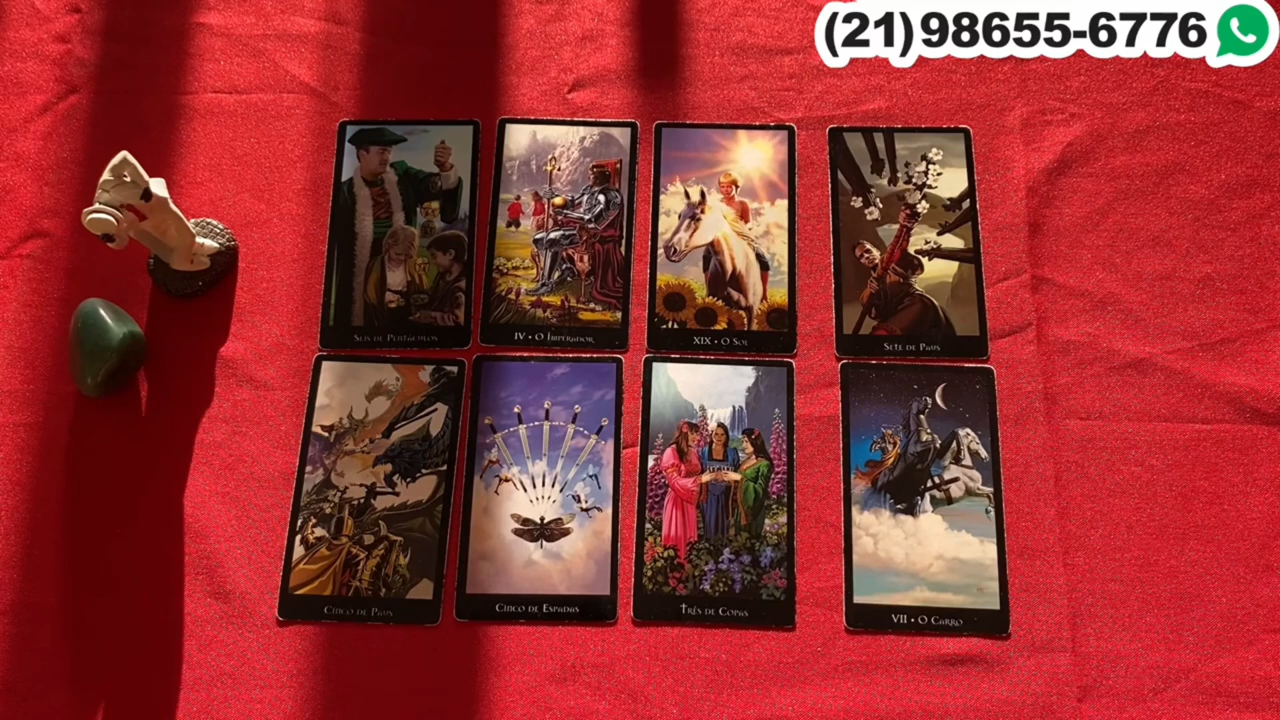 (21)98655-6776
Seis de Pentáculos
IV • O Imperador
XIX • O Sol
Sete de Paus
Cinco de Paus
Cinco de Espadas
Três de Copas
VII • O Carro